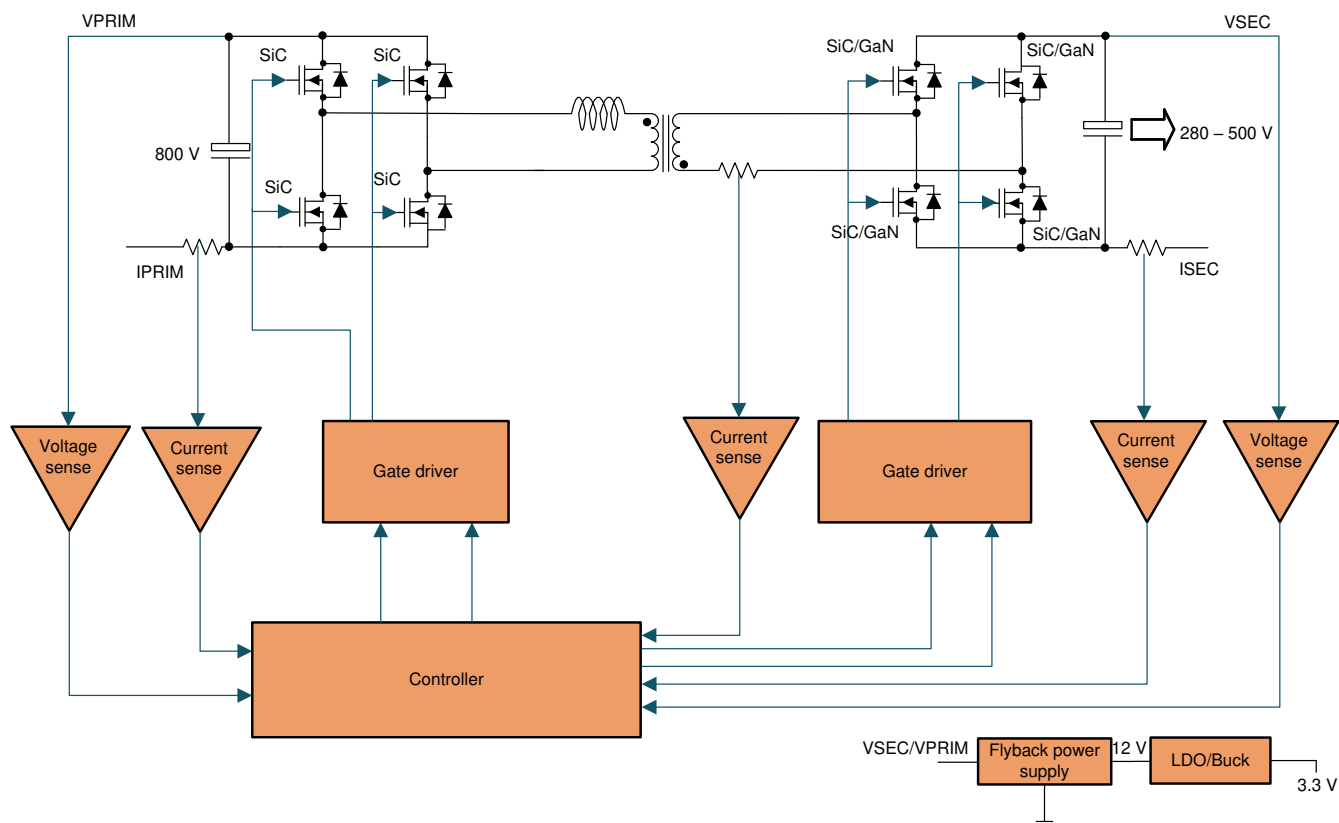 VPRIM
VSEC
SiC
SiC
SiC/GaN
SiC/GaN
800 V
280 – 500 V
SiC
SiC
SiC/GaN
SiC/GaN
IPRIM
ISEC
Voltage
sense
Current
sense
Gate driver
Current
sense
Gate driver
Current
sense
Voltage
sense
Controller
VSEC/VPRIM
Flyback power
supply
12 V
LDO/Buck
3.3 V